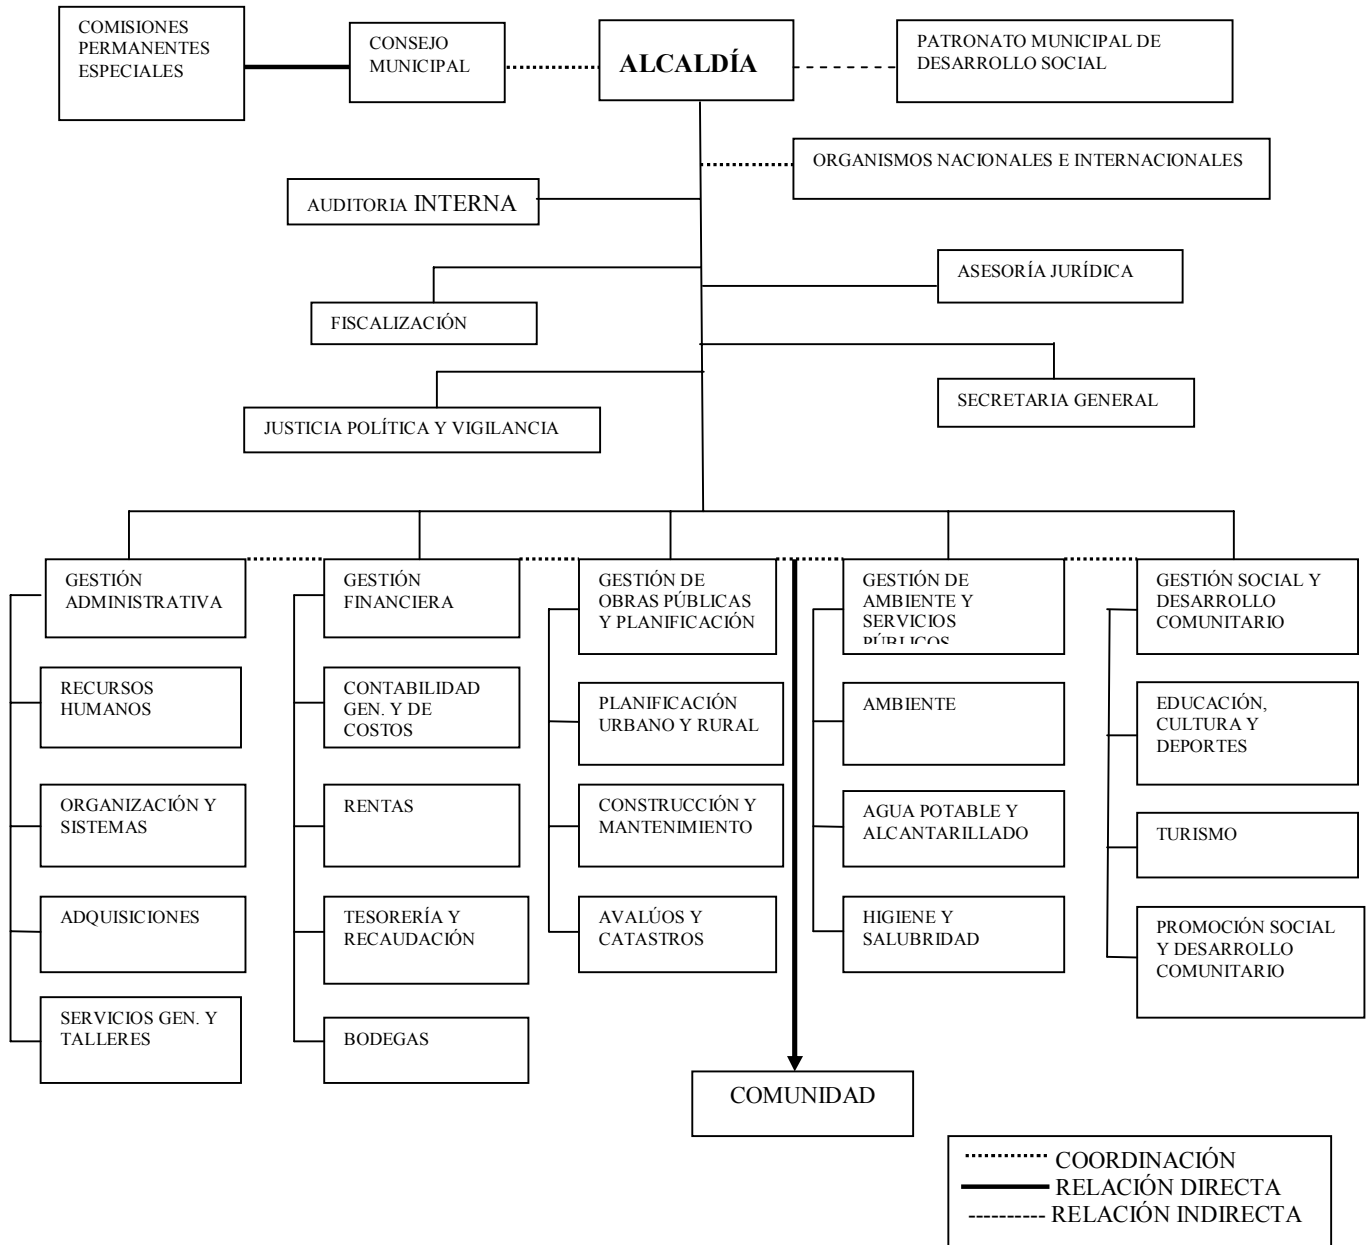 COMISIONES
PERMANENTES
ESPECIALES
CONSEJO
MUNICIPAL
ALCALDÍA
PATRONATO MUNICIPAL DE
DESARROLLO SOCIAL
ORGANISMOS NACIONALES E INTERNACIONALES
AUDITORIA INTERNA
ASESORÍA JURÍDICA
FISCALIZACIÓN
SECRETARIA GENERAL
JUSTICIA POLÍTICA Y VIGILANCIA
GESTIÓN
ADMINISTRATIVA
RECURSOS
HUMANOS
ORGANIZACIÓN Y
SISTEMAS
ADQUISICIONES
SERVICIOS GEN. Y
TALLERES
GESTIÓN
FINANCIERA
CONTABILIDAD
GEN. Y DE
COSTOS
RENTAS
TESORERÍA Y
RECAUDACIÓN
BODEGAS
GESTIÓN DE
OBRAS PÚBLICAS
Y PLANIFICACIÓN
PLANIFICACIÓN
URBANO Y RURAL
CONSTRUCCIÓN Y
MANTENIMIENTO
AVALÚOS Y
CATASTROS
GESTIÓN DE
AMBIENTE Y
SERVICIOS
PÚBLICOS
AMBIENTE
AGUA POTABLE Y
ALCANTARILLADO
HIGIENE Y
SALUBRIDAD
GESTIÓN SOCIAL Y
DESARROLLO
COMUNITARIO
EDUCACIÓN,
CULTURA Y
DEPORTES
TURISMO
PROMOCIÓN SOCIAL
Y DESARROLLO
COMUNITARIO
COMUNIDAD
COORDINACIÓN
RELACIÓN DIRECTA
RELACIÓN INDIRECTA